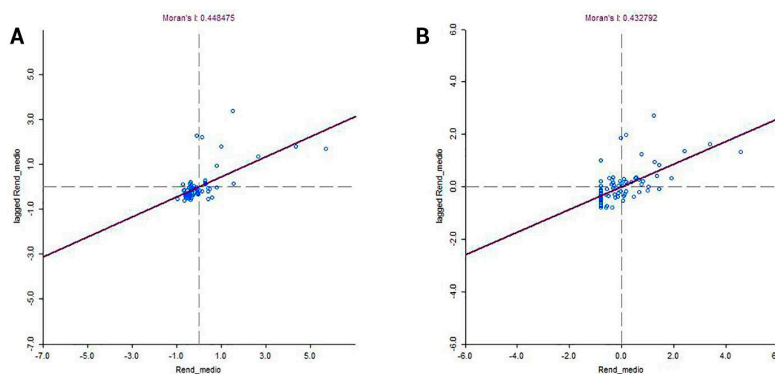 Moran's I: 0.448475
A
5.0
3.0
1.0
-1.0
-3.0
-5.0
-7.0
lagged Rend_medio
-7.0 -3.0 -1.0 1.0 3.0 5.0
Rend_medio
Moran's I: 0.432792
B
6.0
4.0
2.0
0.0
-2.0
-4.0
-6.0
lagged Rend_medio
-6.0 -4.0 -2.0 0.0 2.0 4.0 6
Rend_medio